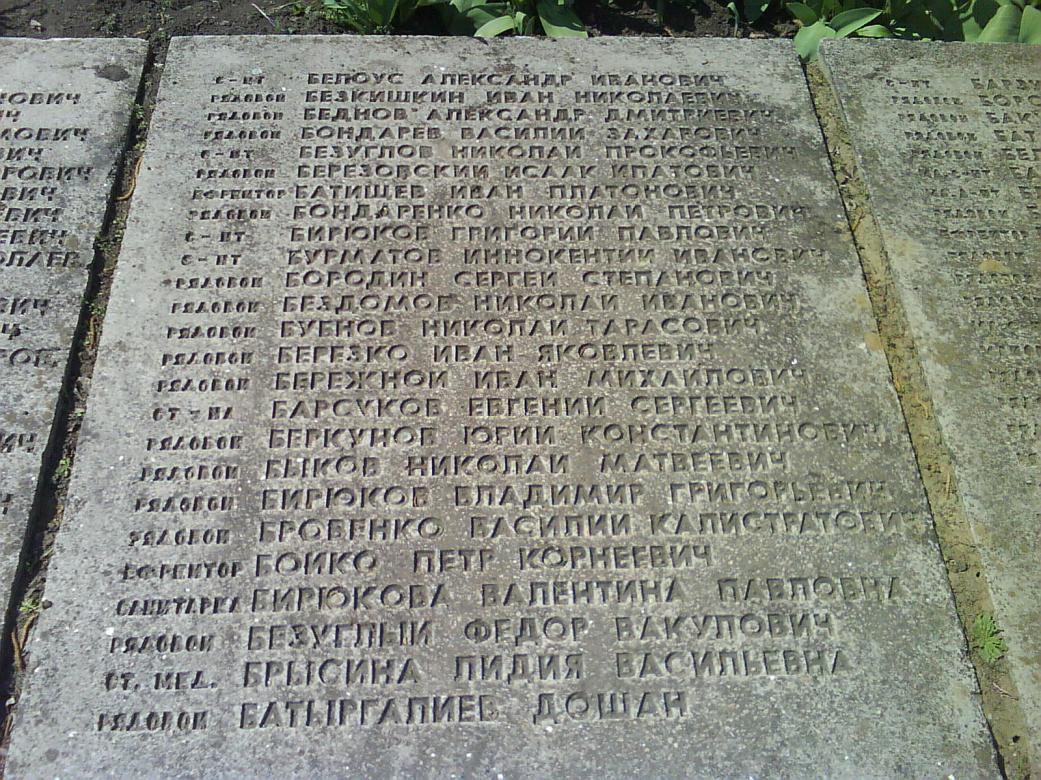 С-НТ БЕЛОУС АЛЕКСАНДР ИВАНОВИЧ
РЯДОВОЙ БЕЗКИШКИН ИВАН НИКОЛАЕВИЧ
РЯДОВОЙ БЕДНОВ АЛЕКСАНДР ДМИТРИЕВИЧ
РЯДОВОЙ БОНДАРЕВ ВАСИЛИЙ ЗАХАРОВИЧ
С-НТ БЕЗУГЛОВ НИКОЛАЙ ПРОКОФЬЕВИЧ
РЯДОВОЙ БЕРЕЗОВСКИЙ ИСААК ИПАТОВИЧ
ЕФРЕЙТОР БАТИЩЕВ ИВАН ПЛАТОНОВИЧ
РЯДОВОЙ БОНДАРЕНКО НИКОЛАЙ ПЕТРОВИЧ
С-НТ БИРЮКОВ ГРИГОРИЙ ПАВЛОВИЧ
С-НТ БУРМАТОВ ИННОКЕНТИЙ ИВАНОВИЧ
РЯДОВОЙ БОРОДИН СЕРГЕЙ СТЕПАНОВИЧ
РЯДОВОЙ БЕЗДОМОВ НИКОЛАЙ ИВАНОВИЧ
РЯДОВОЙ БУБНОВ НИКОЛАЙ ТАРАСОВИЧ
РЯДОВОЙ БЕРЕЗКО ИВАН ЯКОВЛЕВИЧ
РЯДОВОЙ БЕРЕЖНОЙ ИВАН МИХАЙЛОВИЧ
СТ-НА БАРСУКОВ ЕВГЕНИЙ СЕРГЕЕВИЧ
РЯДОВОЙ БЕРКУНОВ ЮРИЙ КОНСТАНТИНОВИЧ
РЯДОВОЙ БЫКОВ НИКОЛАЙ МАТВЕЕВИЧ
РЯДОВОЙ БИРЮКОВ ВЛАДИМИР ГРИГОРЬЕВИЧ
РЯДОВОЙ БРОВЕНКО ВАСИЛИЙ КАЛИСТРАТОВИЧ
ЕФРЕЙТОР БОЙКО ПЕТР КОРНЕЕВИЧ
САНИТАРКА БИРЮКОВА ВАЛЕНТИНА ПАВЛОВНА
РЯДОВОЙ БЕЗУГЛЫЙ ФЕДОР ВАКУЛОВИЧ
СТ. МЕД. БРЫСИНА ЛИДИЯ ВАСИЛЬЕВНА
РЯДОВОЙ БАТЫРГАЛИЕВ ДОШАН